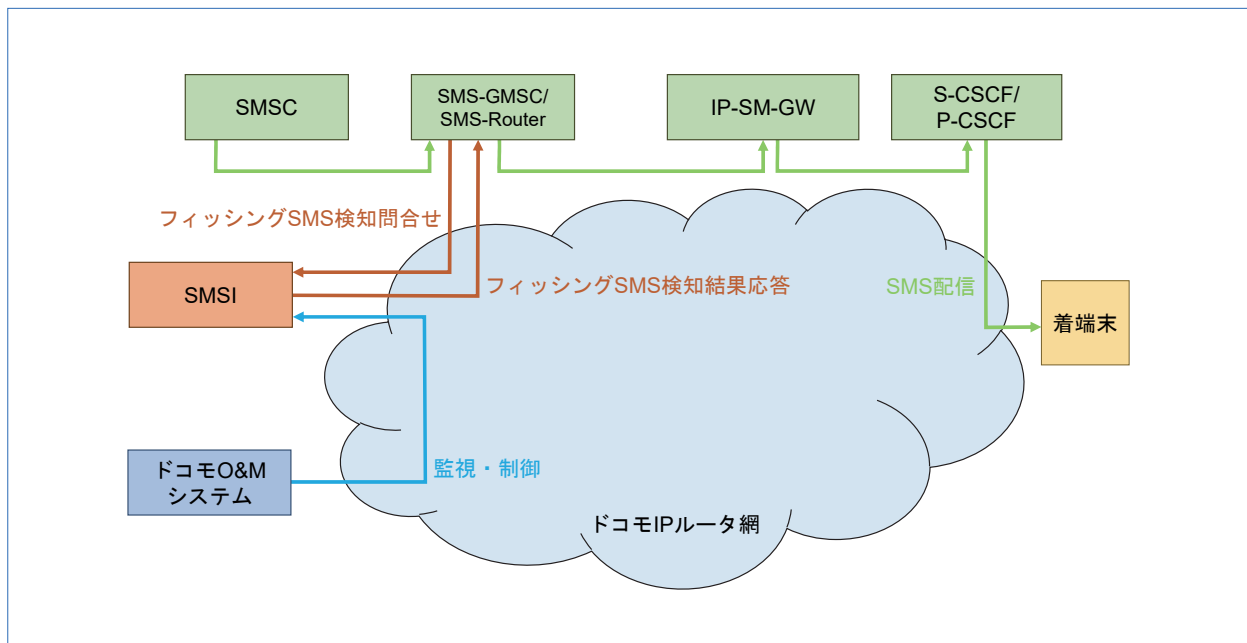 SMSC
SMS-GMSC/
SMS-Router
IP-SM-GW
S-CSCF/
P-CSCF
フィッシングSMS検知問合せ
SMSI
フィッシングSMS検知結果応答
SMS配信
着端末
ドコモO&M
システム
監視・制御
ドコモIPルータ網